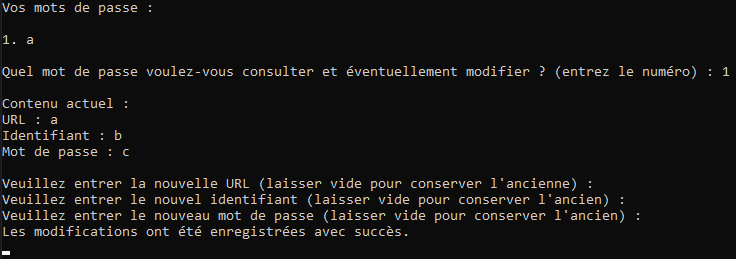 Vos mots de passe :
1. a
Quel mot de passe voulez-vous consulter et éventuellement modifier ? (entrez le numéro) : 1
Contenu actuel :
URL : a
Identifiant : b
Mot de passe : c
Veuillez entrer la nouvelle URL (laisser vide pour conserver l'ancienne) :
Veuillez entrer le nouvel identifiant (laisser vide pour conserver l'ancien) :
Veuillez entrer le nouveau mot de passe (laisser vide pour conserver l'ancien) :
Les modifications ont été enregistrées avec succès.